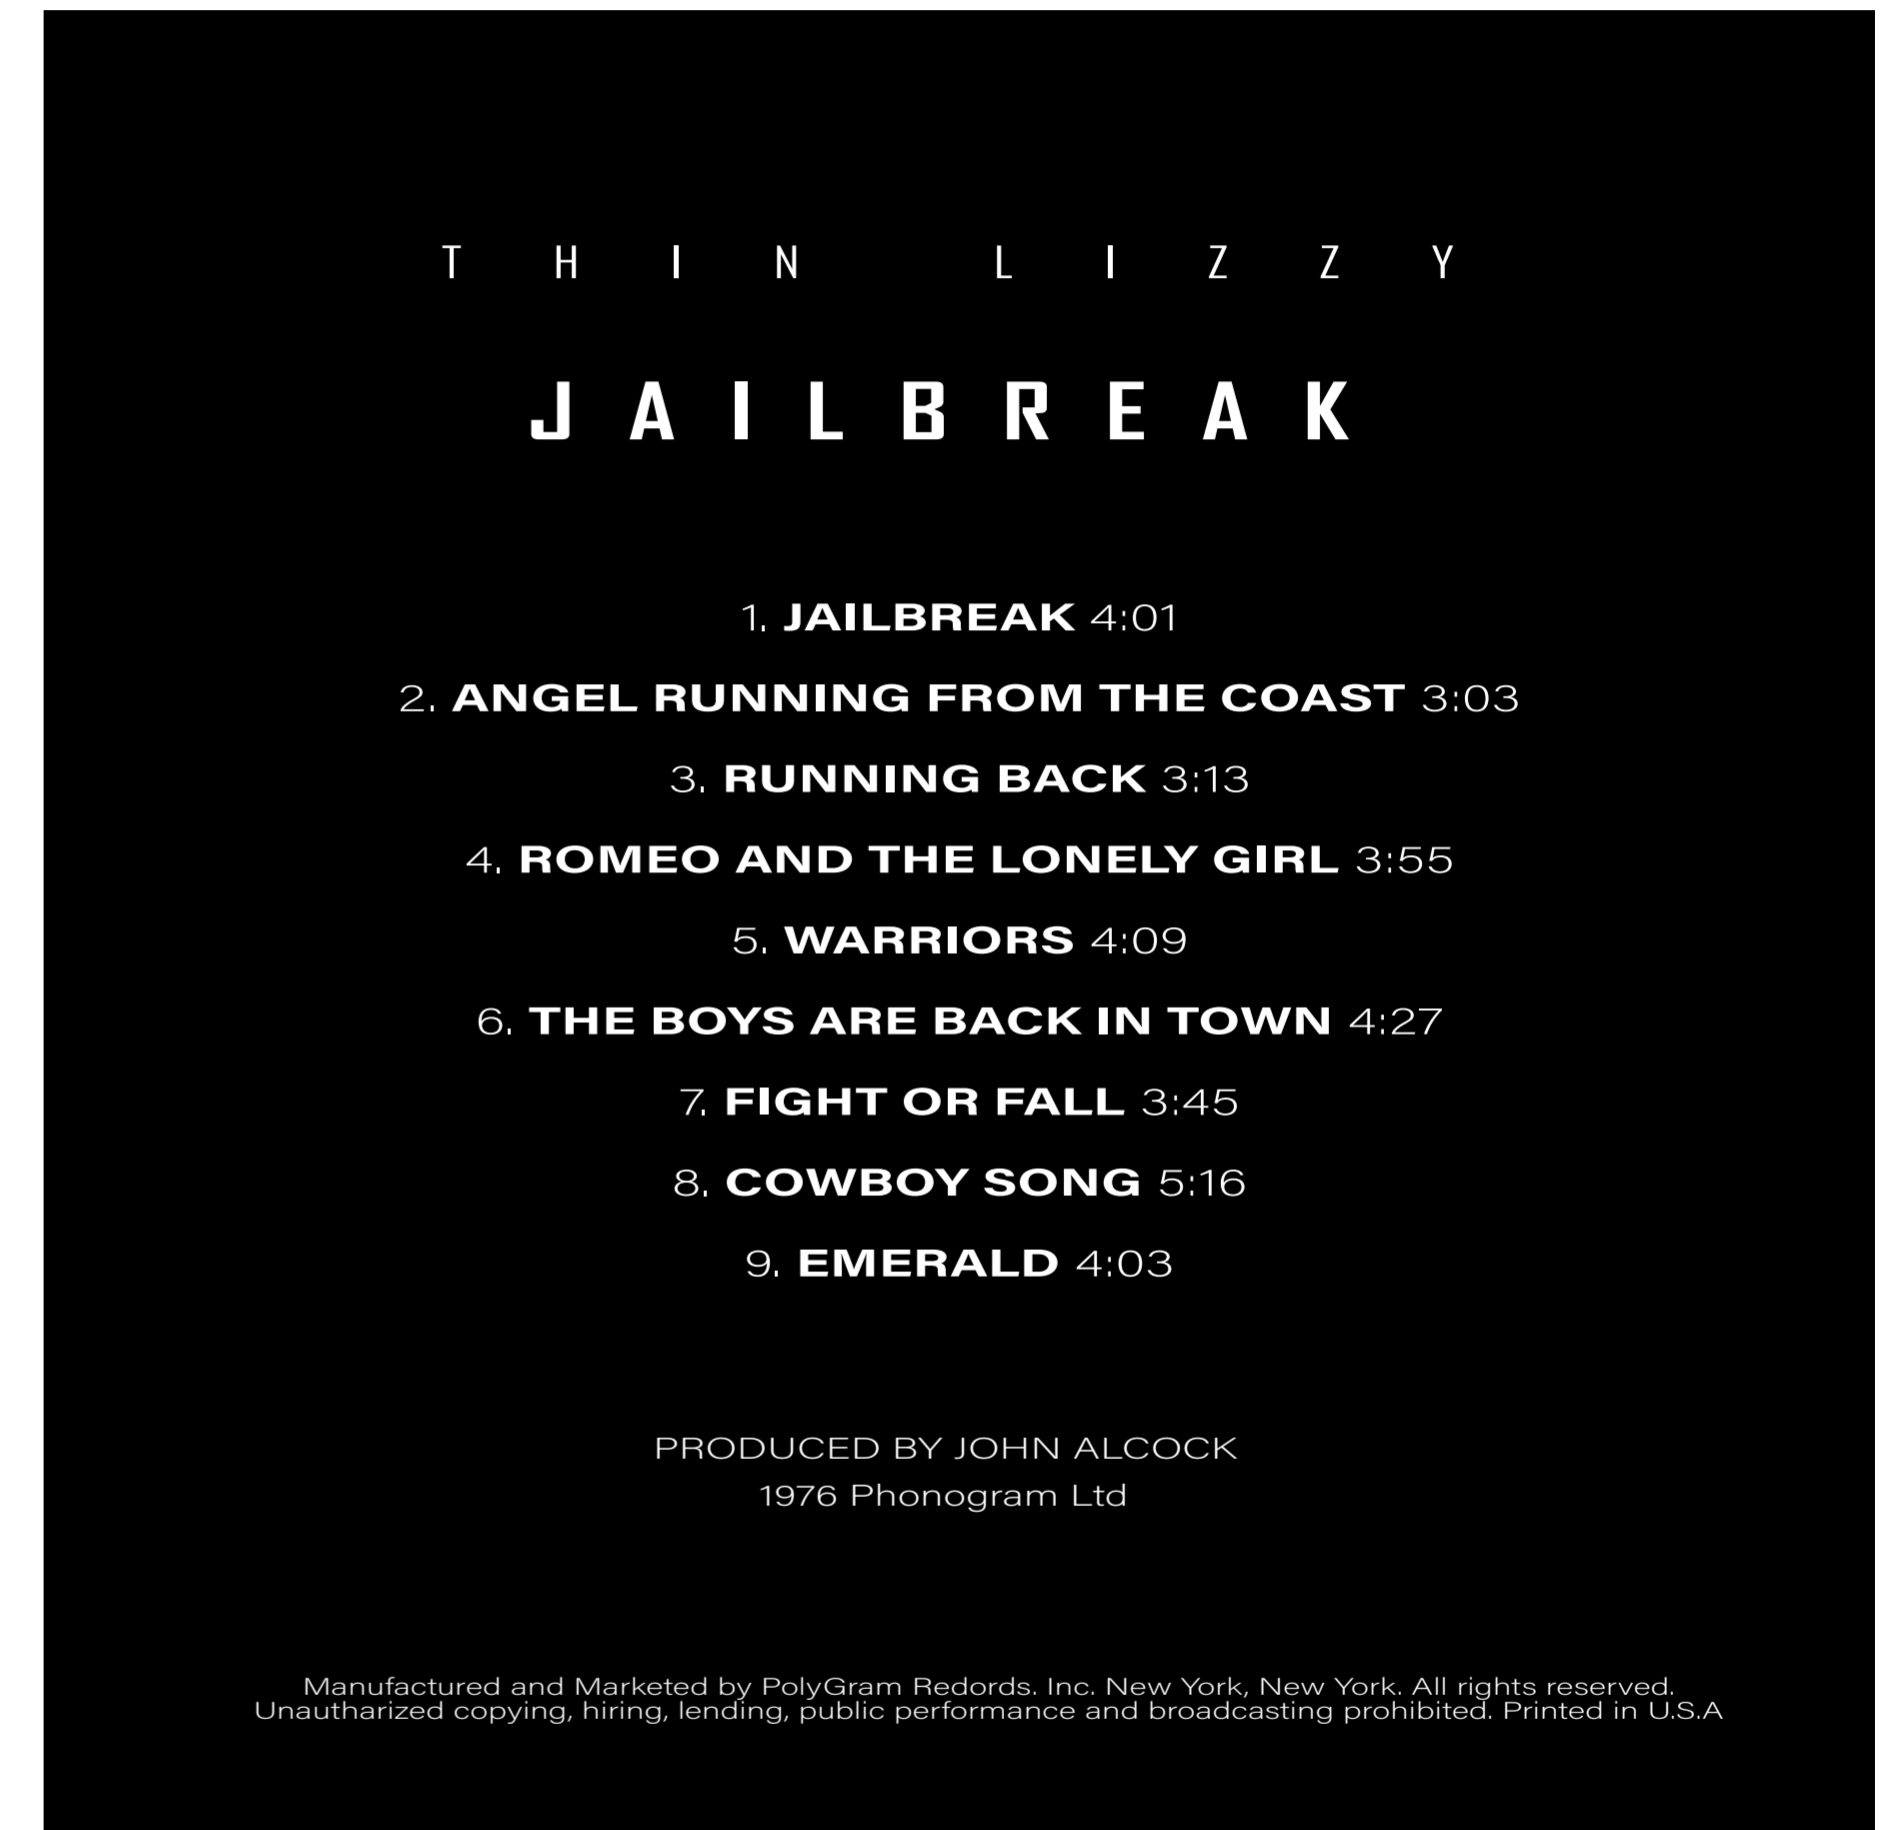 THIN LIZZY
JAILBREAK
1. JAILBREAK 4:01
2. ANGEL RUNNING FROM THE COAST 3:03
3. RUNNING BACK 3:13
4. ROMEO AND THE LONELY GIRL 3:55
5. WARRIORS 4:09
6. THE BOYS ARE BACK IN TOWN 4:27
7. FIGHT OR FALL 3:45
8. COWBOY SONG 5:16
9. EMERALD 4:03
PRODUCED BY JOHN ALCOCK
1976 Phonogram Ltd
Manufactured and Marketed by PolyGram Redords. Inc. New York, New York. All rights reserved.
Unautharized copying, hiring, lending, public performance and broadcasting prohibited. Printed in U.S.A